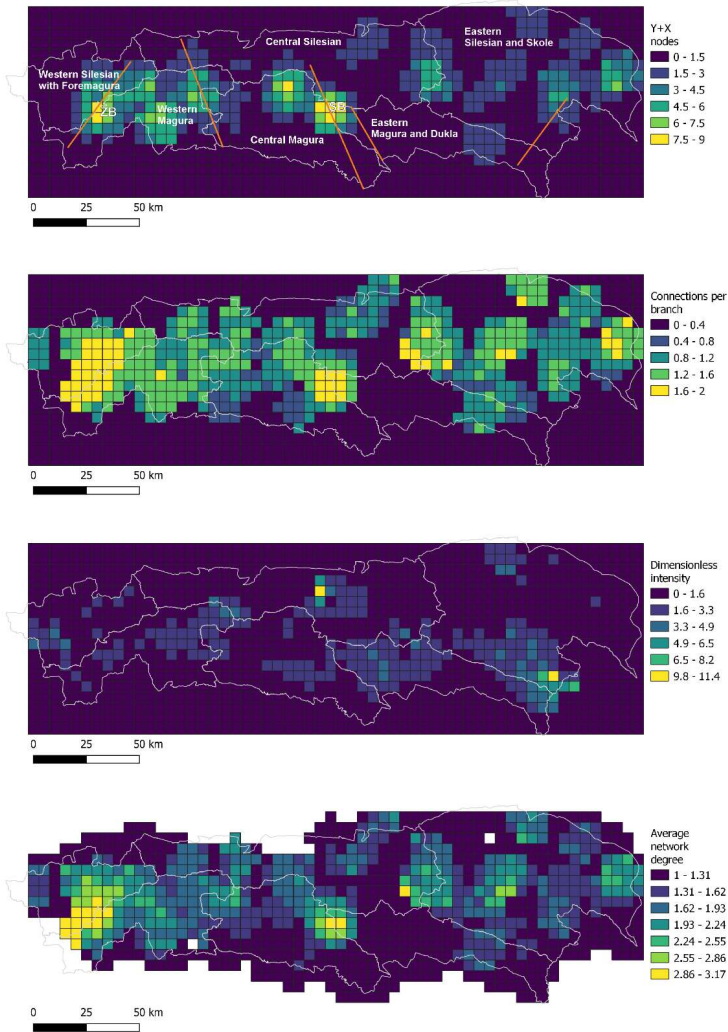 Y+X
nodes
0 - 1.5
1.5 - 3
3 - 4.5
4.5 - 6
6 - 7.5
7.5 - 9
Central Silesian
Eastern
Silesian and Skole
Western Silesian
with Foremagura
ZB
Western
Magura
SB
Central Magura
Eastern
Magura and Dukla
0 25 50 km
Connections per
branch
0 - 0.4
0.4 - 0.8
0.8 - 1.2
1.2 - 1.6
1.6 - 2
0 25 50 km
Dimensionless
intensity
0 - 1.6
1.6 - 3.3
3.3 - 4.9
4.9 - 6.5
6.5 - 8.2
9.8 - 11.4
0 25 50 km
Average
network
degree
1 - 1.31
1.31 - 1.62
1.62 - 1.93
1.93 - 2.24
2.24 - 2.55
2.55 - 2.86
2.86 - 3.17
0 25 50 km